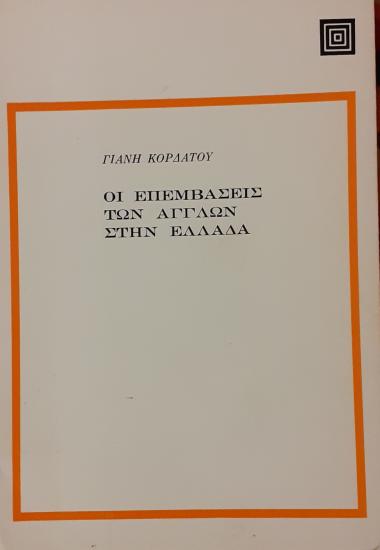 ΓΙΑΝΗ ΚΟΡΔΑΤΟΥ
ΟΙ ΕΠΕΜΒΑΣΕΙΣ
ΤΩΝ ΑΓΓΛΩΝ
ΣΤΗΝ ΕΛΛΑΔΑ